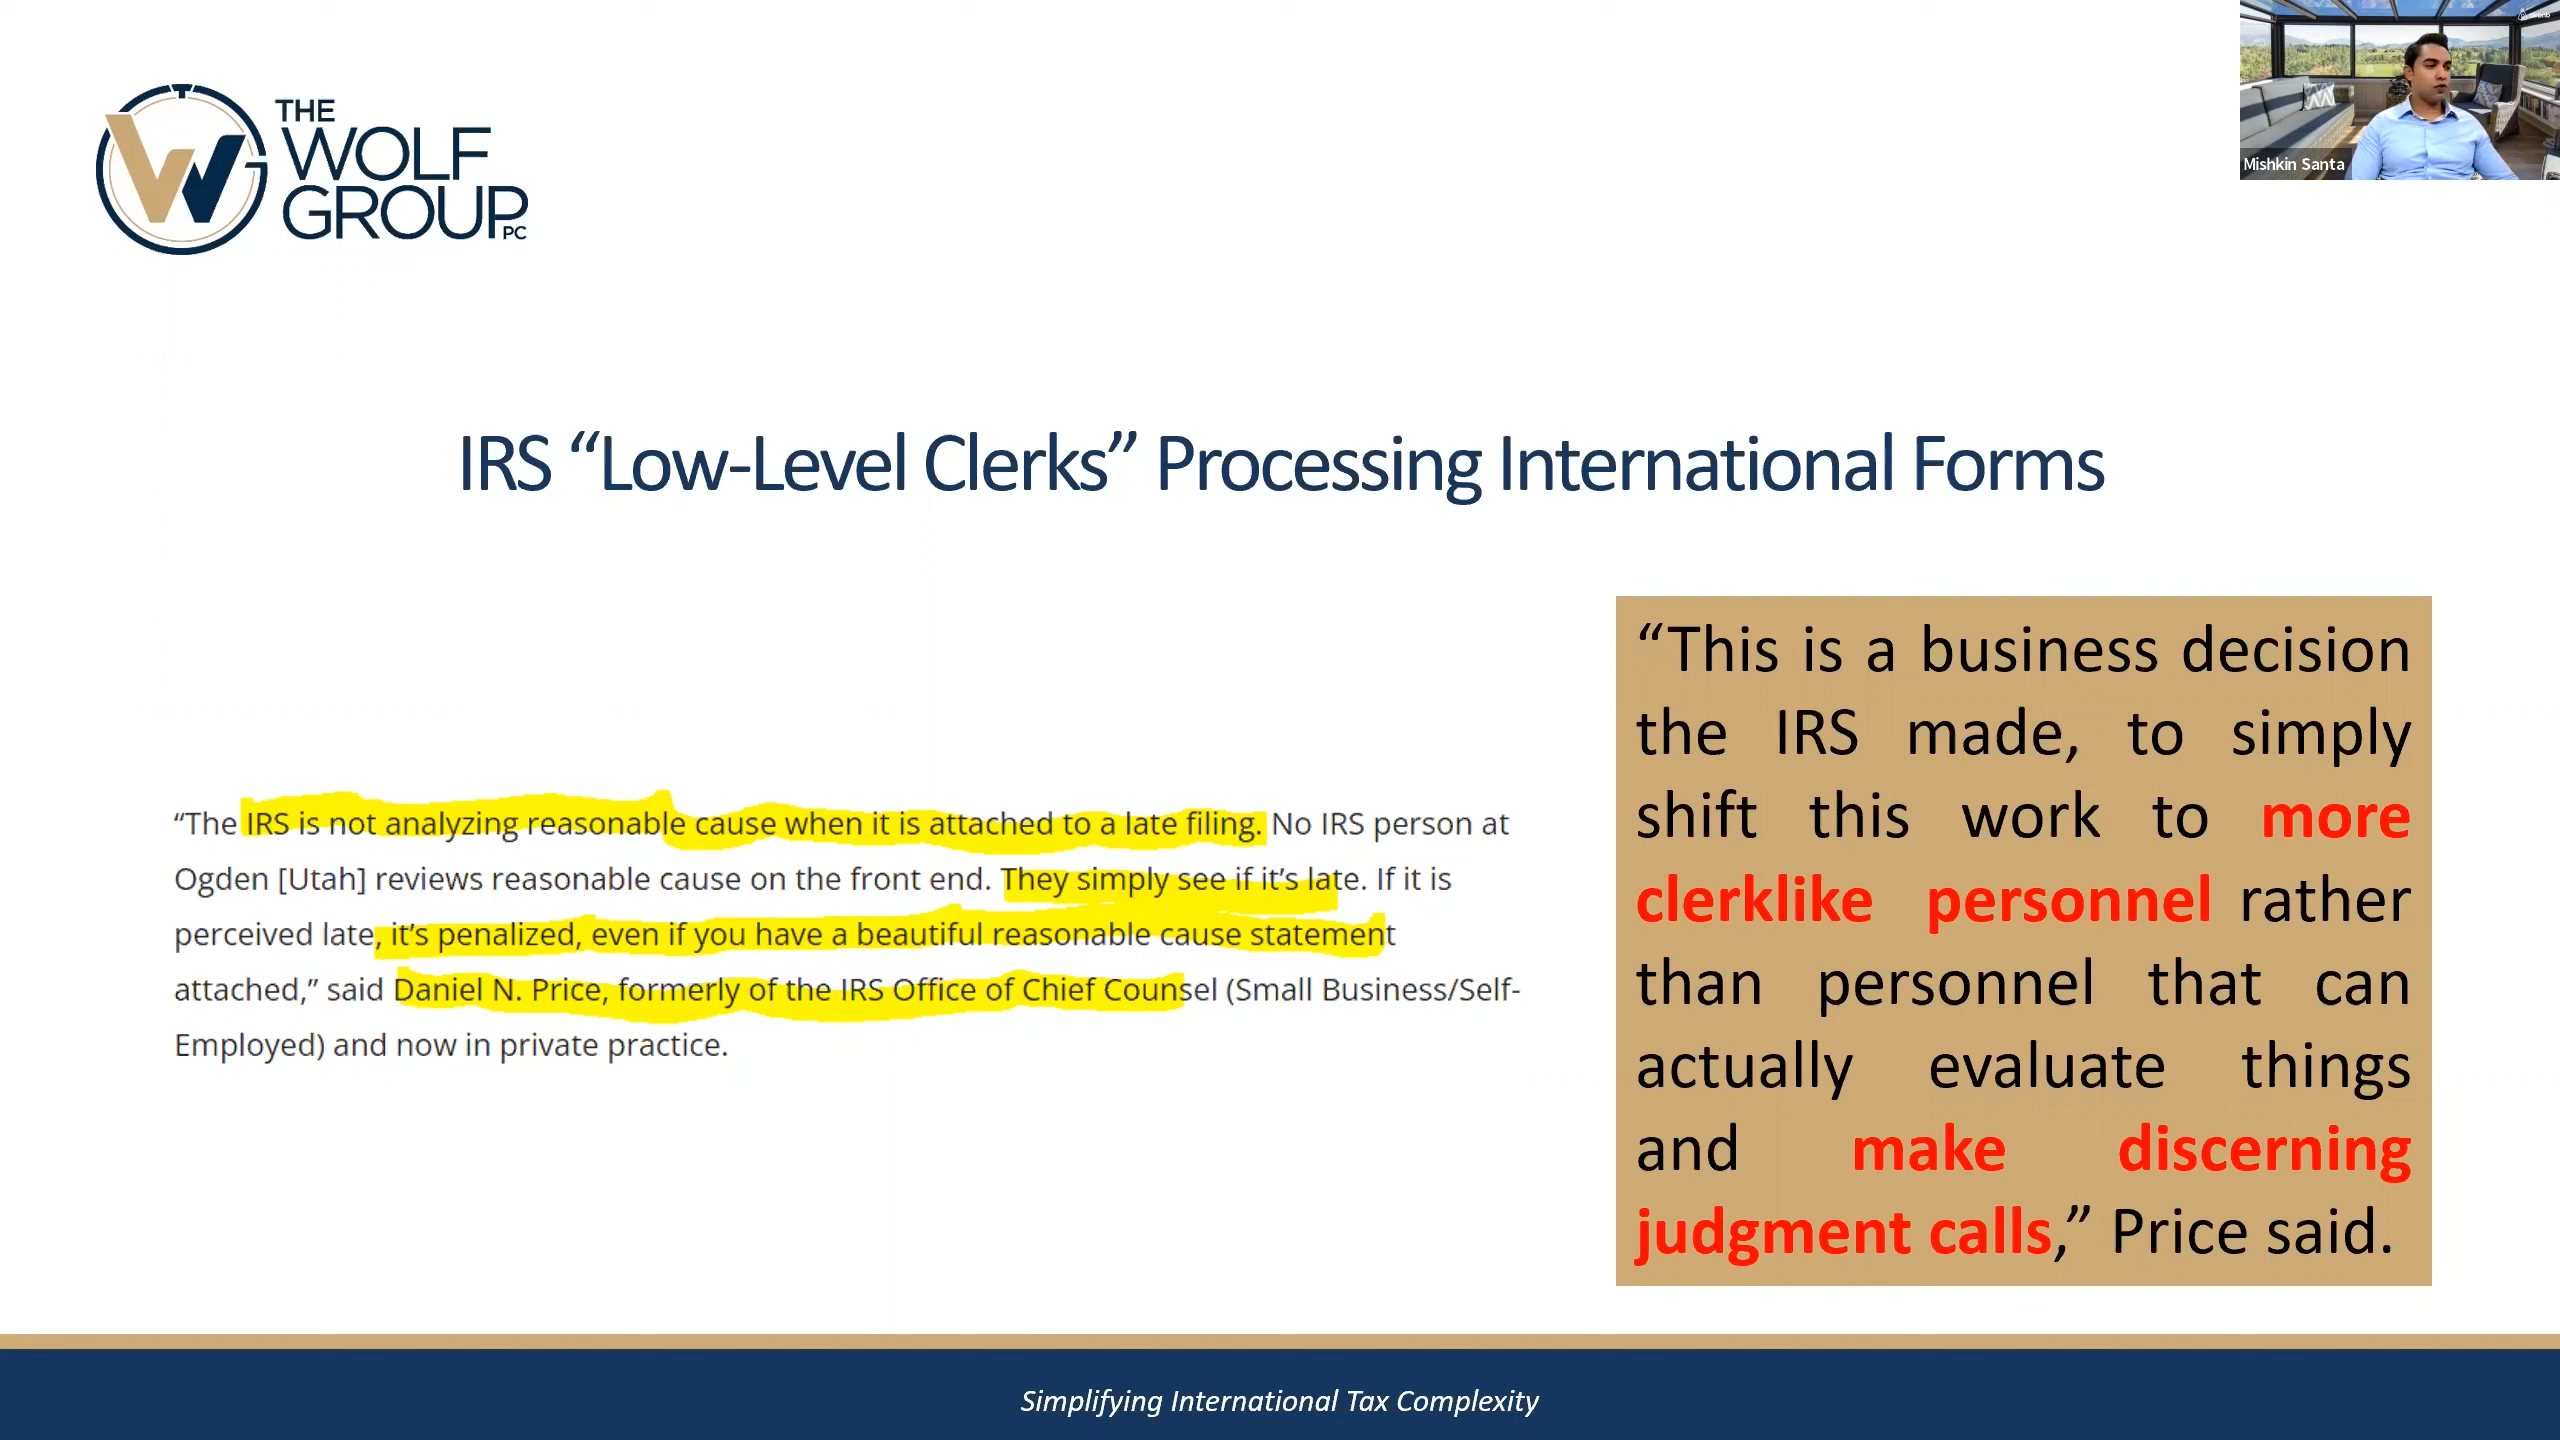 THE
WOLF
GROUP PC
Mishkin Santa
IRS “Low-Level Clerks” Processing International Forms
“The IRS is not analyzing reasonable cause when it is attached to a late filing. No IRS person at
Ogden [Utah] reviews reasonable cause on the front end. They simply see if it’s late. If it is
perceived late, it’s penalized, even if you have a beautiful reasonable cause statement
attached,” said Daniel N. Price, formerly of the IRS Office of Chief Counsel (Small Business/Self-
Employed) and now in private practice.
“This is a business decision
the IRS made, to simply
shift this work to more
clerklike personnel rather
than personnel that can
actually evaluate things
and make discerning
judgment calls,” Price said.
Simplifying International Tax Complexity